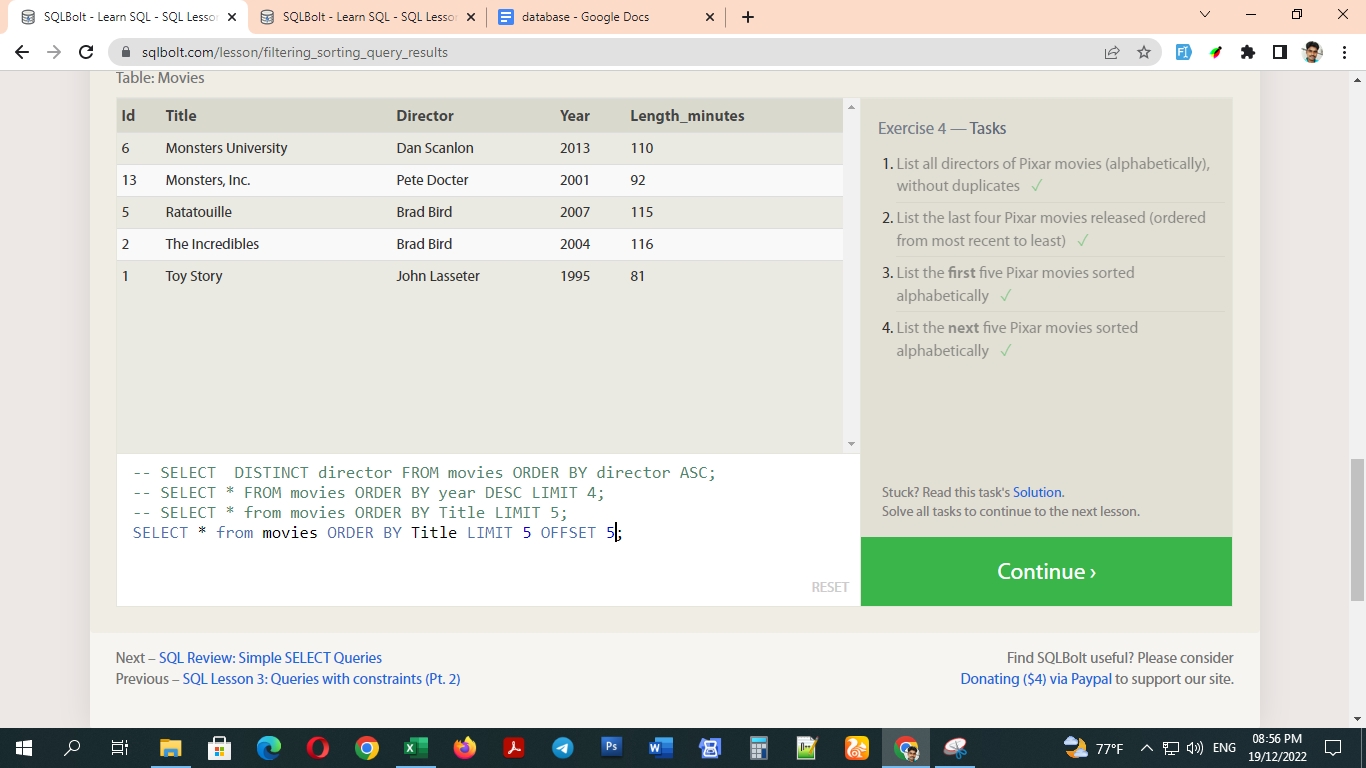 SQLBolt - Learn SQL - SQL Lesson
SQLBolt - Learn SQL - SQL Lesson
database - Google Docs
sqlbolt.com/lesson/filtering_sorting_query_results
Table: Movies
Id Title Director Year Length_minutes
6 Monsters University Dan Scanlon 2013 110
13 Monsters, Inc. Pete Docter 2001 92
5 Ratatouille Brad Bird 2007 115
2 The Incredibles Brad Bird 2004 116
1 Toy Story John Lasseter 1995 81
-- SELECT  DISTINCT director FROM movies ORDER BY director ASC;
-- SELECT * FROM movies ORDER BY year DESC LIMIT 4;
-- SELECT * from movies ORDER BY Title LIMIT 5;
SELECT * from movies ORDER BY Title LIMIT 5 OFFSET 5;
RESET
Exercise 4 — Tasks
1. List all directors of Pixar movies (alphabetically),
without duplicates ✓
2. List the last four Pixar movies released (ordered
from most recent to least) ✓
3. List the first five Pixar movies sorted
alphabetically ✓
4. List the next five Pixar movies sorted
alphabetically ✓
Stuck? Read this task's Solution.
Solve all tasks to continue to the next lesson.
Continue ›
Next – SQL Review: Simple SELECT Queries
Previous – SQL Lesson 3: Queries with constraints (Pt. 2)
Find SQLBolt useful? Please consider
Donating ($4) via Paypal to support our site.
77°F
ENG
08:56 PM
19/12/2022